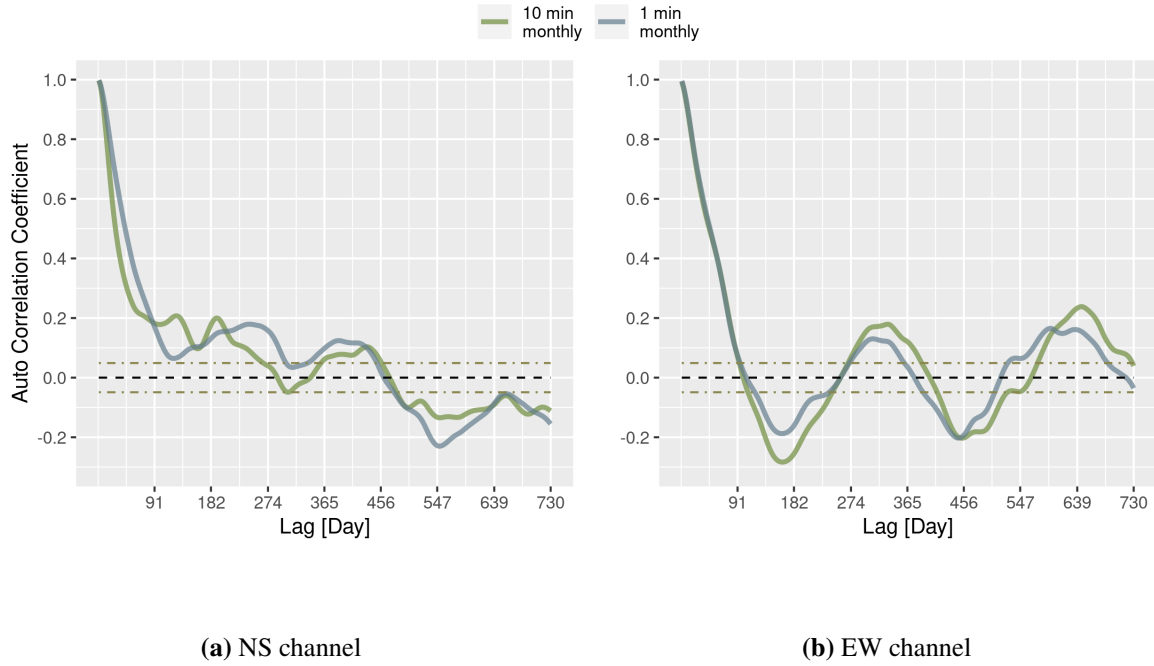 10 min
monthly
1 min
monthly
1.0
0.8
0.6
0.4
0.2
0.0
-0.2
Auto Correlation Coefficient
91 182 274 365 456 547 639 730
Lag [Day]
1.0
0.8
0.6
0.4
0.2
0.0
-0.2
91 182 274 365 456 547 639 730
Lag [Day]
(a) NS channel
(b) EW channel